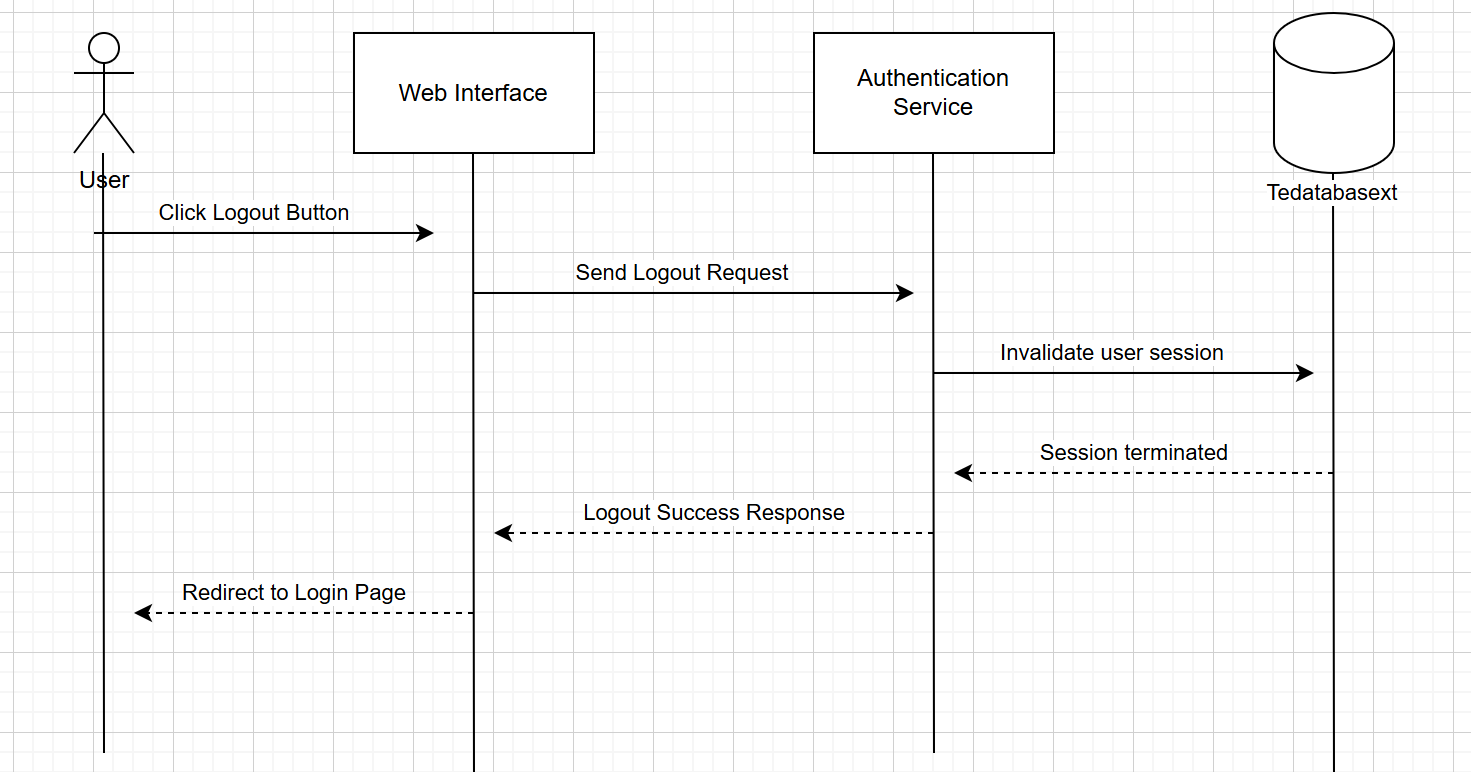 Web Interface
Authentication
Service
User
Tedatabasext
Click Logout Button
Send Logout Request
Invalidate user session
Session terminated
Logout Success Response
Redirect to Login Page